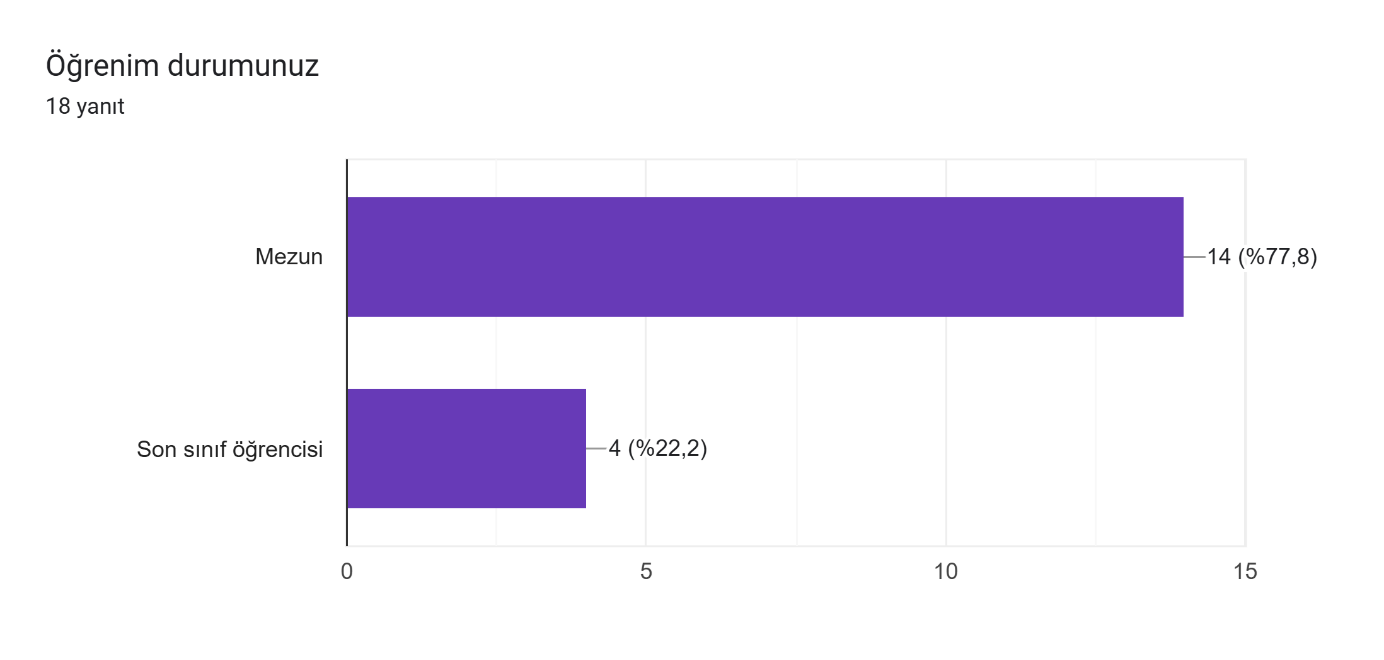 Öğrenim durumunuz
18 yanıt
Mezun
14 (%77,8)
Son sınıf öğrencisi
4 (%22,2)
0 5 10 15